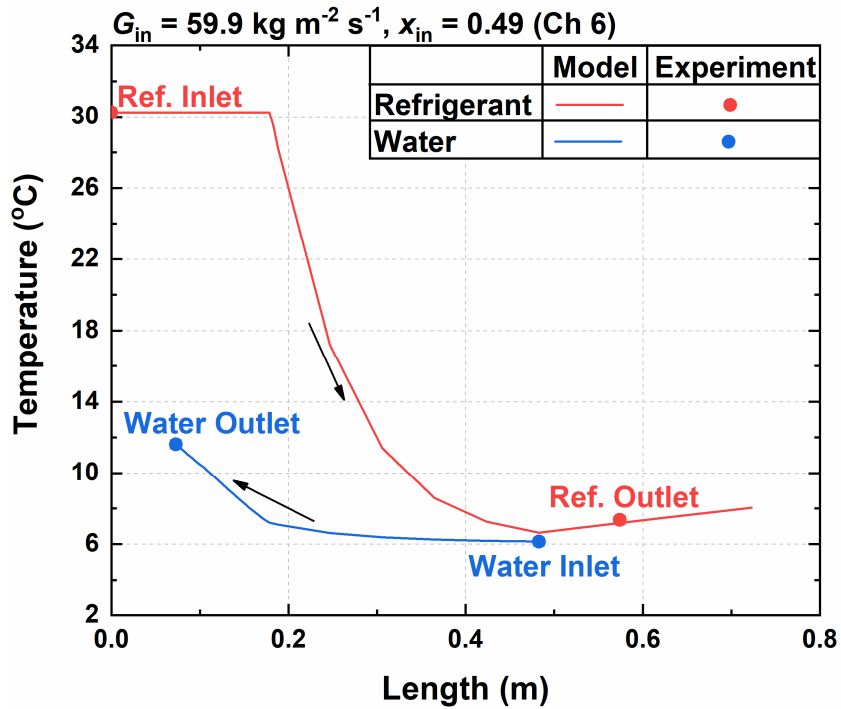 G_in = 59.9 kg m⁻² s⁻¹, x_in = 0.49 (Ch 6)
Model Experiment
Refrigerant
Water
Ref. Inlet
Water Outlet
Ref. Outlet
Water Inlet
Temperature (ºC)
34
30
26
22
18
14
10
6
2
0.0 0.2 0.4 0.6 0.8
Length (m)